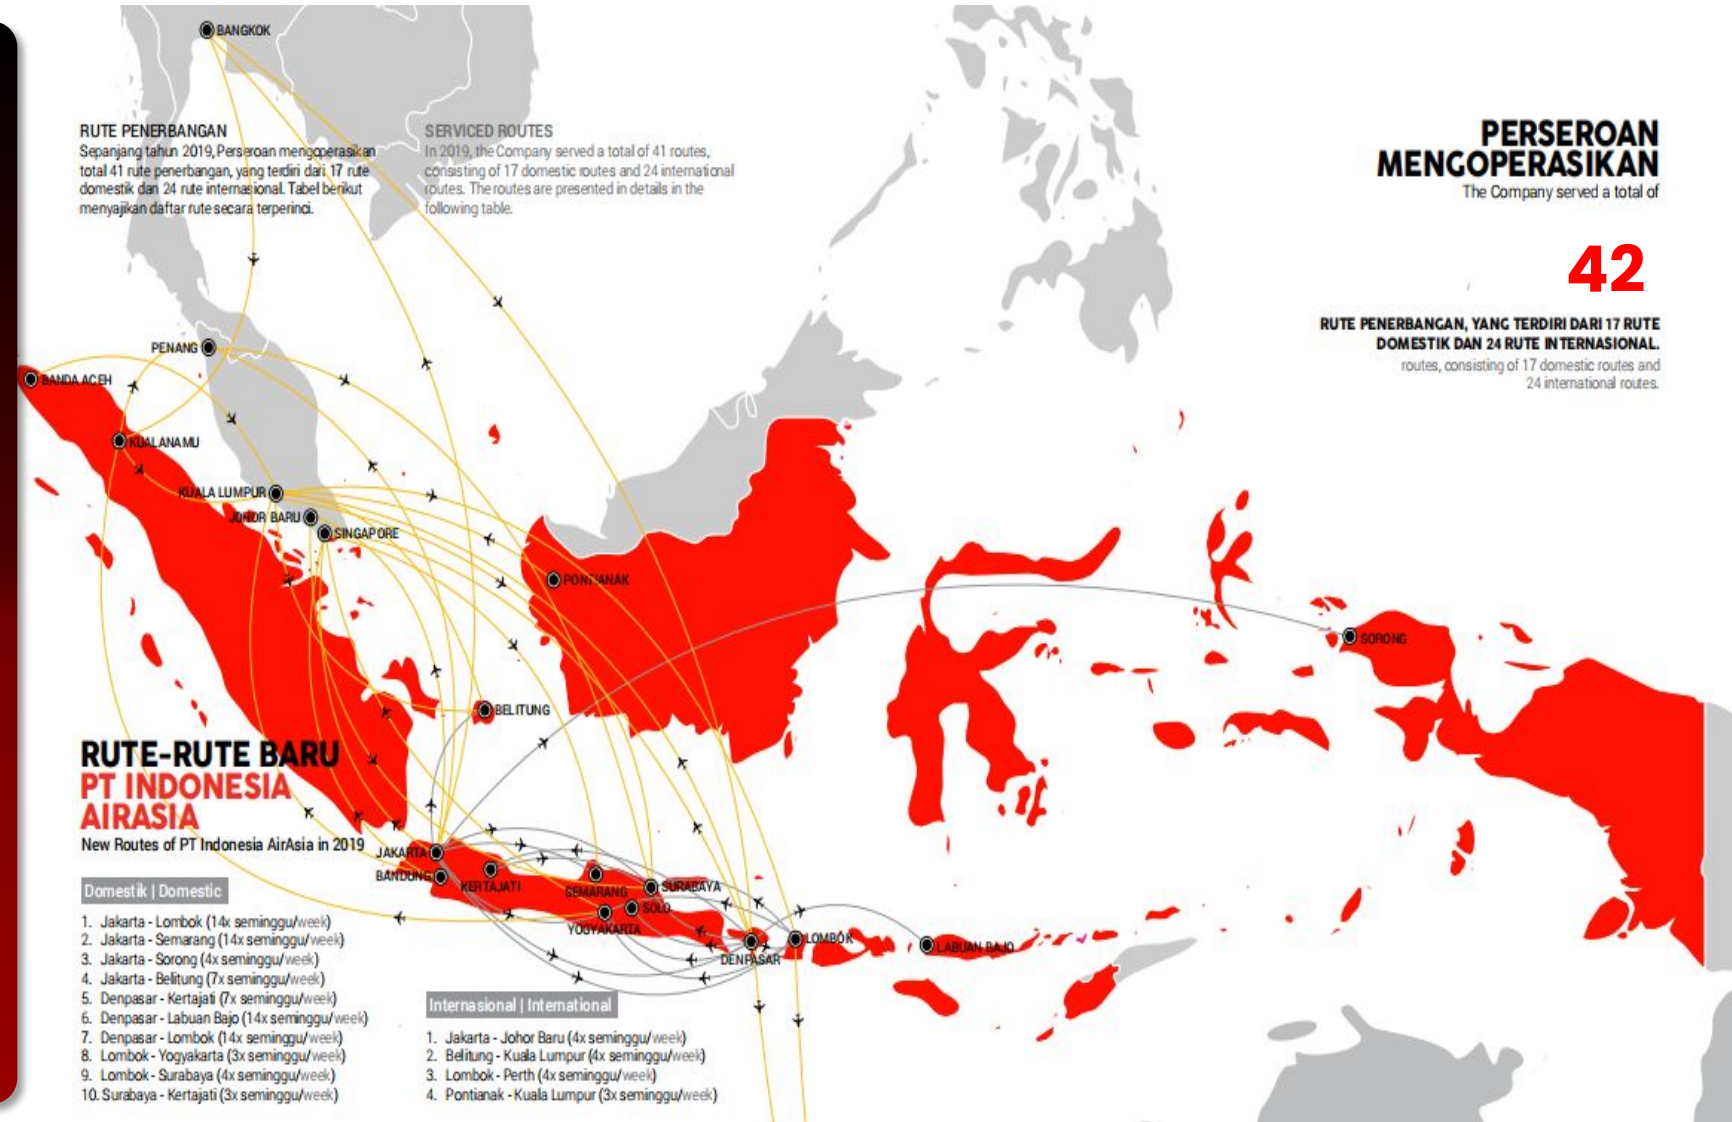 BANGKOK
RUTE PENERBANGAN
Sepanjang tahun 2019, Perseroan mengoperasikan
total 41 rute penerbangan, yang terdiri dari 17 rute
domestik dan 24 rute internasional. Tabel berikut
menyajikan daftar rute secara terperinci.
SERVICED ROUTES
In 2019, the Company served a total of 41 routes,
consisting of 17 domestic routes and 24 international
routes. The routes are presented in details in the
following table.
PERSEROAN
MENGOPERASIKAN
The Company served a total of
42
RUTE PENERBANGAN, YANG TERDIRI DARI 17 RUTE
DOMESTIK DAN 24 RUTE INTERNASIONAL.
routes, consisting of 17 domestic routes and
24 international routes.
PENANG
BANDA ACEH
KUALANAMU
KUALA LUMPUR
JOHOR BARU
SINGAPORE
PONTIANAK
SORONG
BELITUNG
RUTE-RUTE BARU
PT INDONESIA
AIRASIA
New Routes of PT Indonesia AirAsia in 2019
JAKARTA
BANDUNG
KERTAJATI
SEMARANG
SURABAYA
SOLO
YOGYAKARTA
DENPASAR
LOMBOK
LABUAN BAJO
Domestik | Domestic
1. Jakarta - Lombok (14x seminggu/week)
2. Jakarta - Semarang (14x seminggu/week)
3. Jakarta - Sorong (4x seminggu/week)
4. Jakarta - Belitung (7x seminggu/week)
5. Denpasar - Kertajati (7x seminggu/week)
6. Denpasar - Labuan Bajo (14x seminggu/week)
7. Denpasar - Lombok (14x seminggu/week)
8. Lombok - Yogyakarta (3x seminggu/week)
9. Lombok - Surabaya (4x seminggu/week)
10. Surabaya - Kertajati (3x seminggu/week)
Internasional | International
1. Jakarta - Johor Baru (4x seminggu/week)
2. Belitung - Kuala Lumpur (4x seminggu/week)
3. Lombok - Perth (4x seminggu/week)
4. Pontianak - Kuala Lumpur (3x seminggu/week)